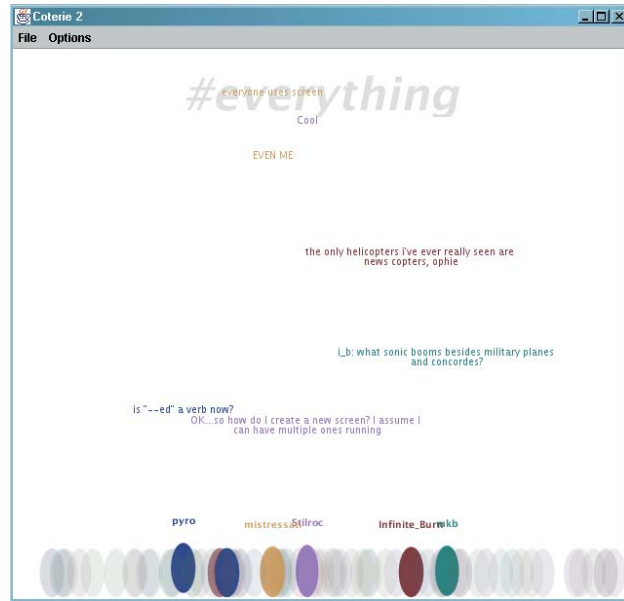 Coterie 2
File Options
#everything
everyone uses screen
Cool
EVEN ME
the only helicopters i've ever really seen are
news copters, ophie
i_b: what sonic booms besides military planes
and concordes?
is "--ed" a verb now?
OK...so how do I create a new screen? I assume I
can have multiple ones running
pyro
Stilroc
Infinite_Burn
mkb